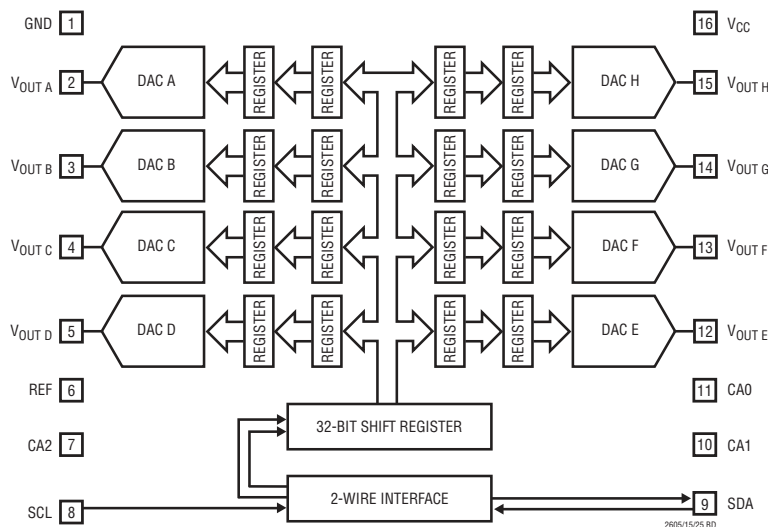 GND 1
16 VCC
VOUT A 2 DAC A REGISTER REGISTER REGISTER REGISTER DAC H 15 VOUT H
VOUT B 3 DAC B REGISTER REGISTER REGISTER REGISTER DAC G 14 VOUT G
VOUT C 4 DAC C REGISTER REGISTER REGISTER REGISTER DAC F 13 VOUT F
VOUT D 5 DAC D REGISTER REGISTER REGISTER REGISTER DAC E 12 VOUT E
REF 6
11 CA0
32-BIT SHIFT REGISTER
CA2 7
10 CA1
2-WIRE INTERFACE
SCL 8
9 SDA
2605/15/25 BD